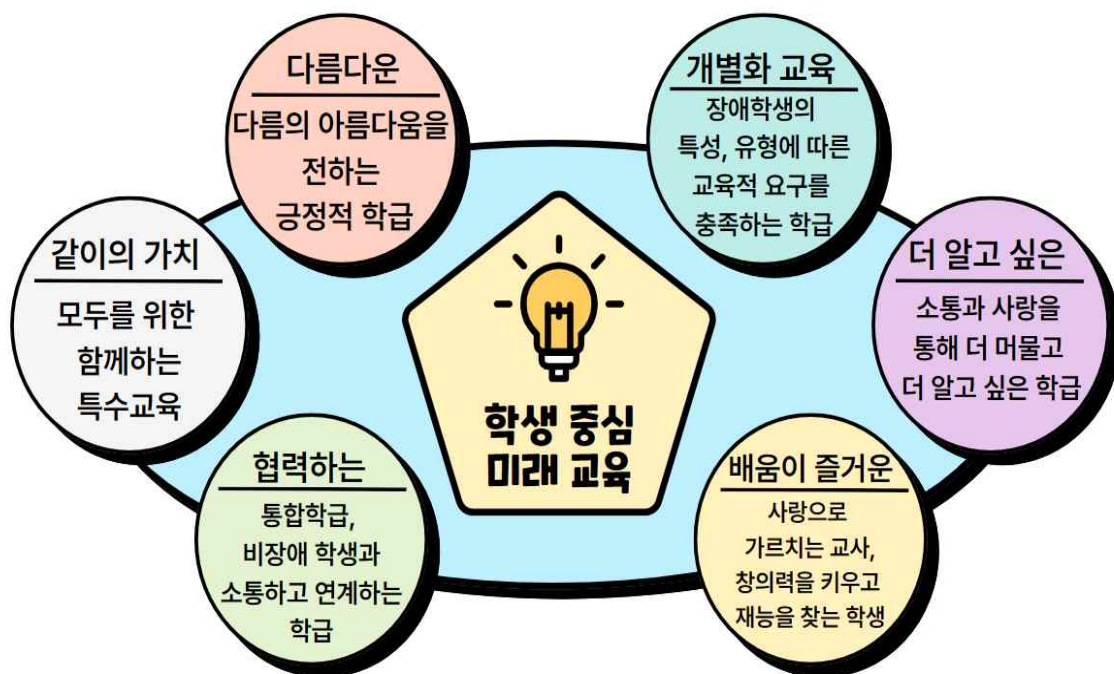 다름다운
다름의 아름다움을
전하는
긍정적 학급
개별화 교육
장애학생의
특성, 유형에 따른
교육적 요구를
충족하는 학급
같이의 가치
모두를 위한
함께하는
특수교육
더 알고 싶은
소통과 사랑을
통해 더 머물고
더 알고 싶은 학급
학생 중심
미래 교육
협력하는
통합학급,
비장애 학생과
소통하고 연계하는
학급
배움이 즐거운
사랑으로
가르치는 교사,
창의력을 키우고
재능을 찾는 학생